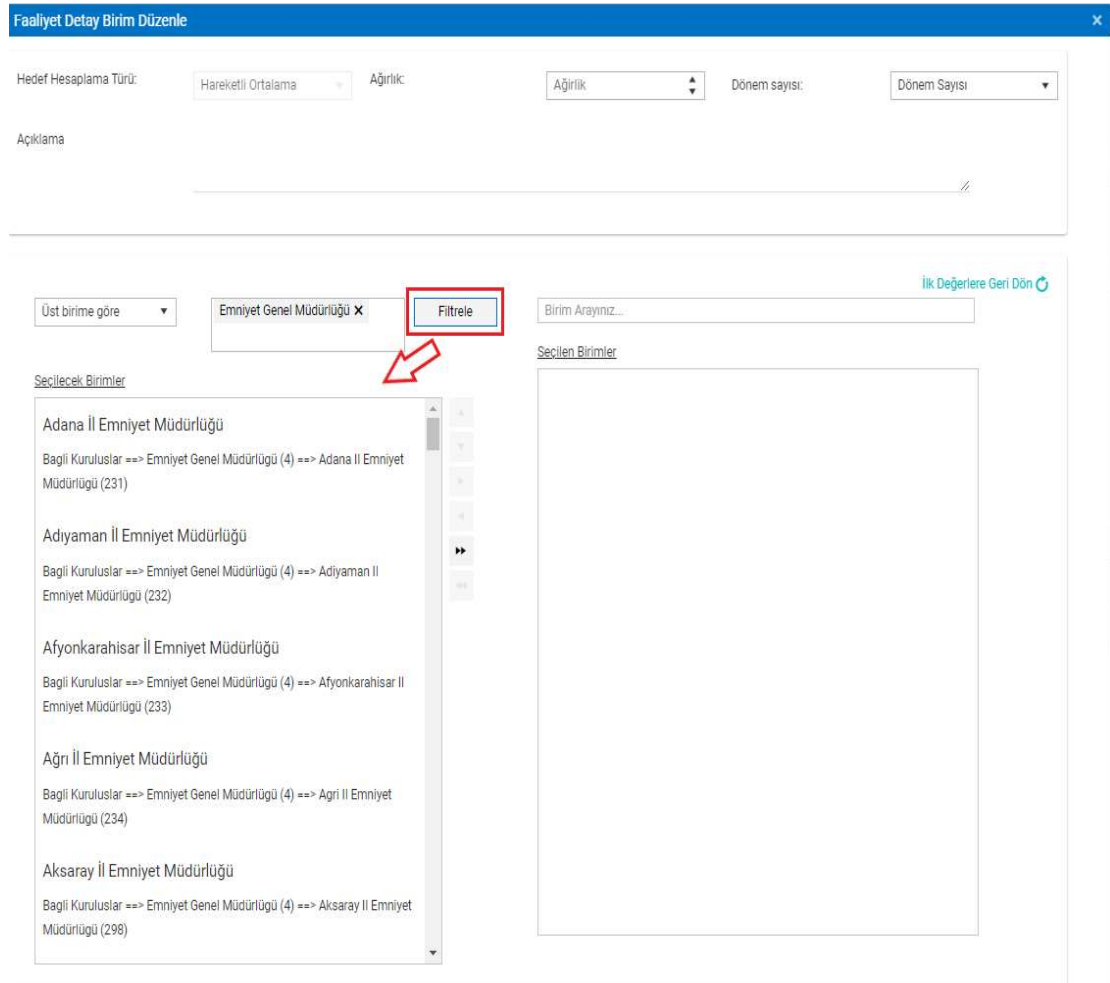 Faaliyet Detay Birim Düzenle
Hedef Hesaplama Türü:
Hareketli Ortalama
Ağırlık:
Ağirlik
Dönem sayısı:
Dönem Sayısı
Açıklama
İlk Değerlere Geri Dön
Üst birime göre
Emniyet Genel Müdürlüğü X
Filtrele
Birim Arayınız...
Seçilen Birimler
Seçilecek Birimler
Adana İl Emniyet Müdürlüğü
Bagli Kuruluslar ==> Emniyet Genel Müdürlügü (4) ==> Adana Il Emniyet
Müdürlügü (231)
Adıyaman İl Emniyet Müdürlüğü
Bagli Kuruluslar ==> Emniyet Genel Müdürlügü (4) ==> Adiyaman Il
Emniyet Müdürlügü (232)
Afyonkarahisar İl Emniyet Müdürlüğü
Bagli Kuruluslar ==> Emniyet Genel Müdürlügü (4) ==> Afyonkarahisar Il
Emniyet Müdürlügü (233)
Ağrı İl Emniyet Müdürlüğü
Bagli Kuruluslar ==> Emniyet Genel Müdürlügü (4) ==> Agri Il Emniyet
Müdürlügü (234)
Aksaray İl Emniyet Müdürlüğü
Bagli Kuruluslar ==> Emniyet Genel Müdürlügü (4) ==> Aksaray Il Emniyet
Müdürlügü (298)